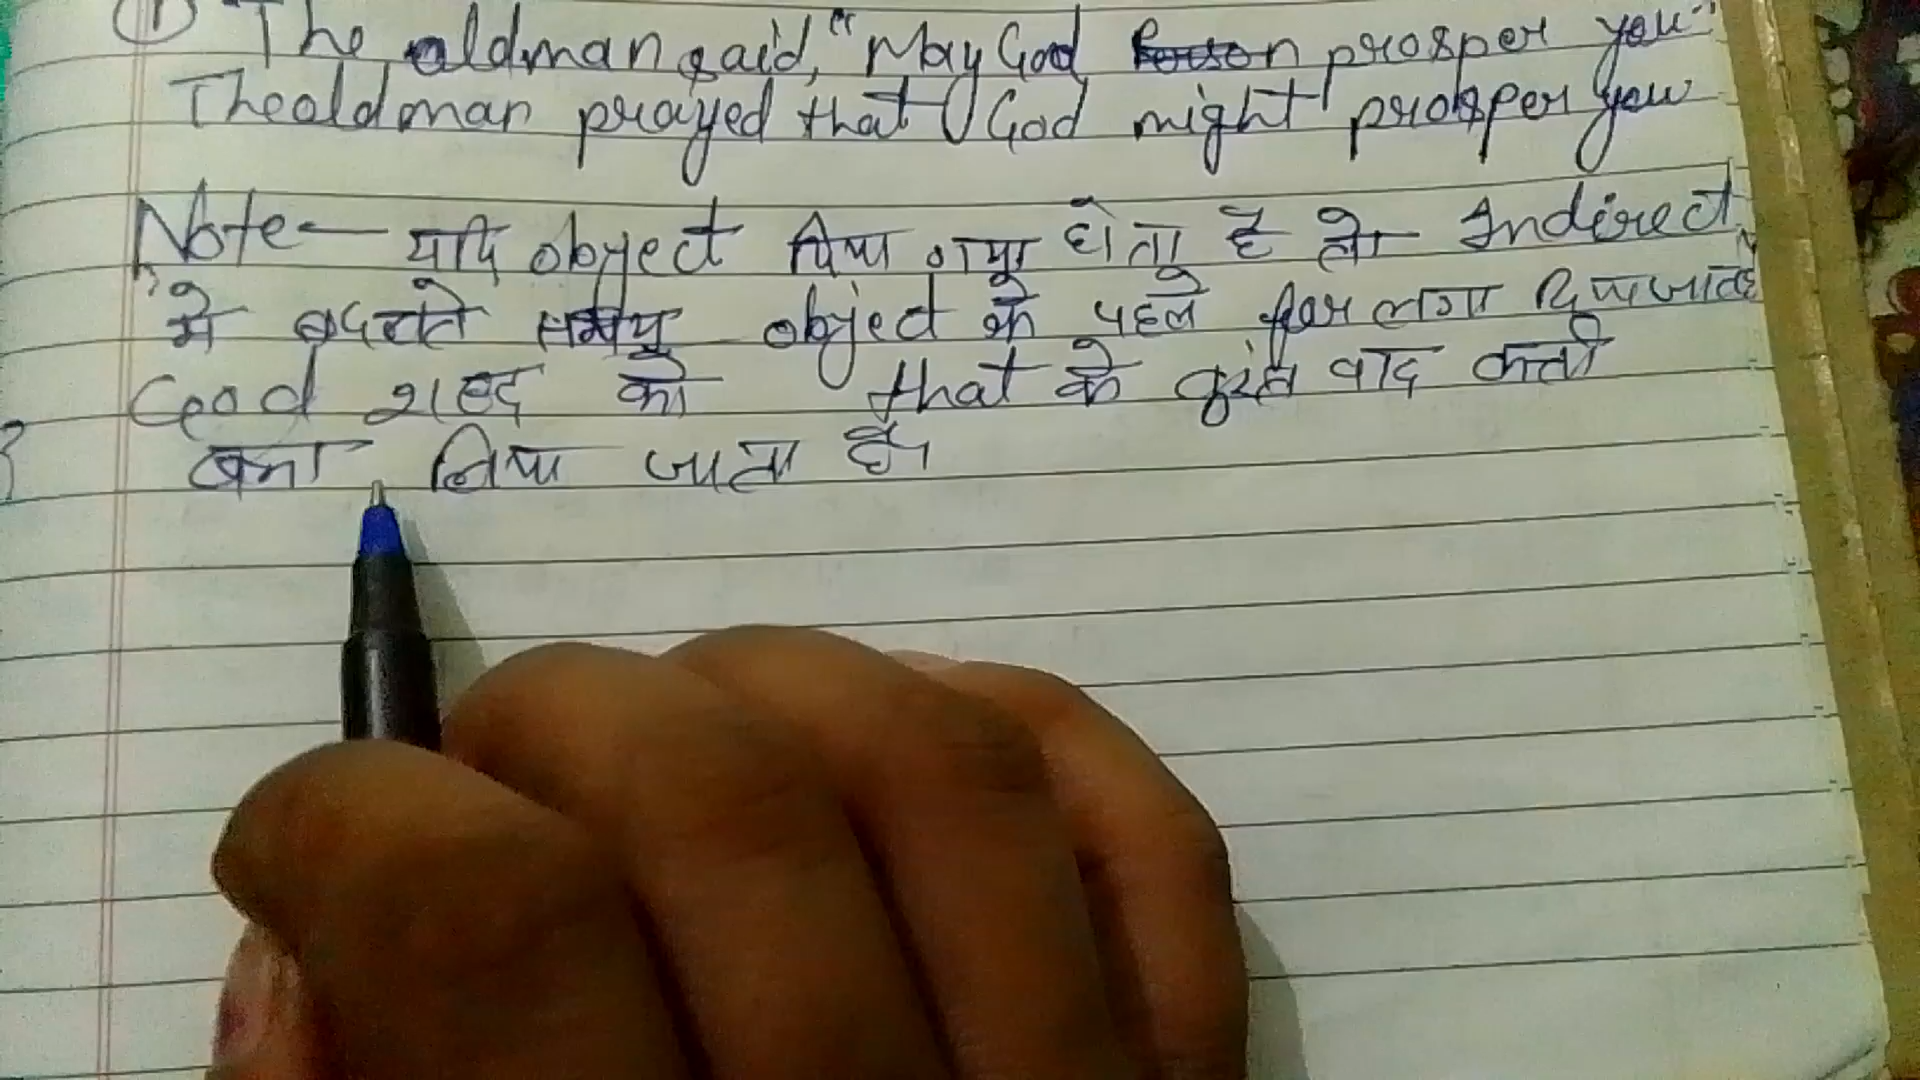 ① The oldman said, "May God prosper you"
The oldman prayed that God might prosper you
Note— यदि object दिया गया होता है तो Indirect
मे बदलते समय object के पहले for लगा दिया जाता है
God शब्द को that के तुरंत बाद कर्ता
बना लिया जाता है।